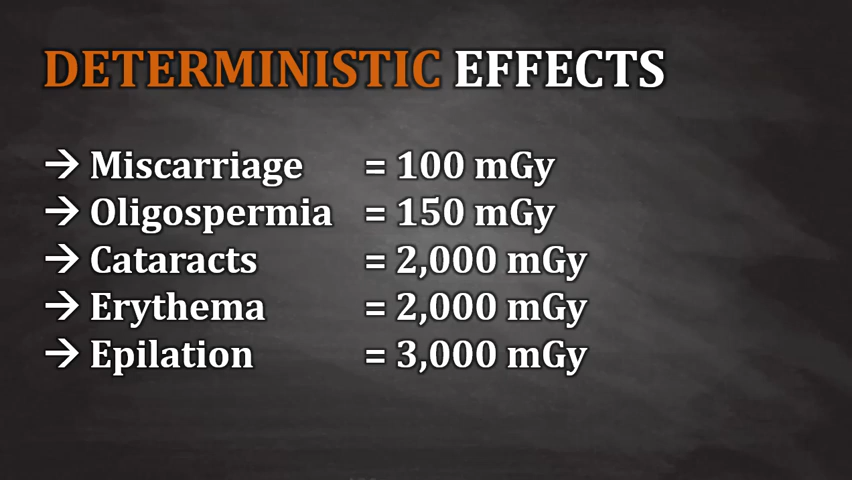 DETERMINISTIC EFFECTS
→ Miscarriage = 100 mGy
→ Oligospermia = 150 mGy
→ Cataracts = 2,000 mGy
→ Erythema = 2,000 mGy
→ Epilation = 3,000 mGy